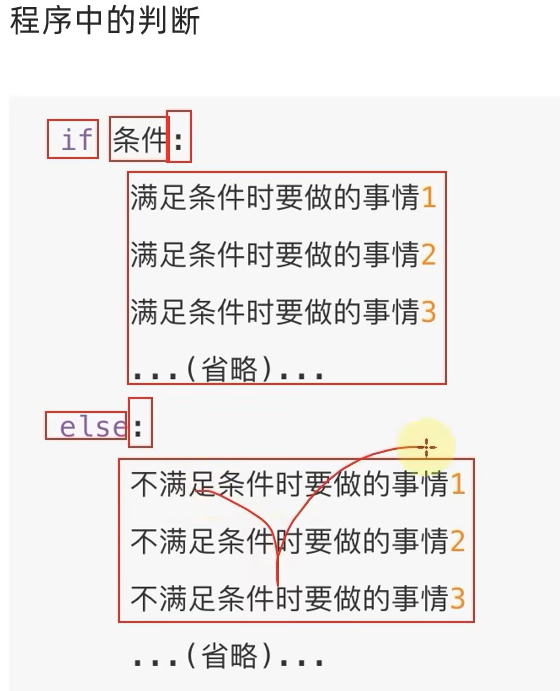 程序中的判断
if 条件:
满足条件时要做的事情1
满足条件时要做的事情2
满足条件时要做的事情3
...(省略)...
else:
不满足条件时要做的事情1
不满足条件时要做的事情2
不满足条件时要做的事情3
...(省略)...